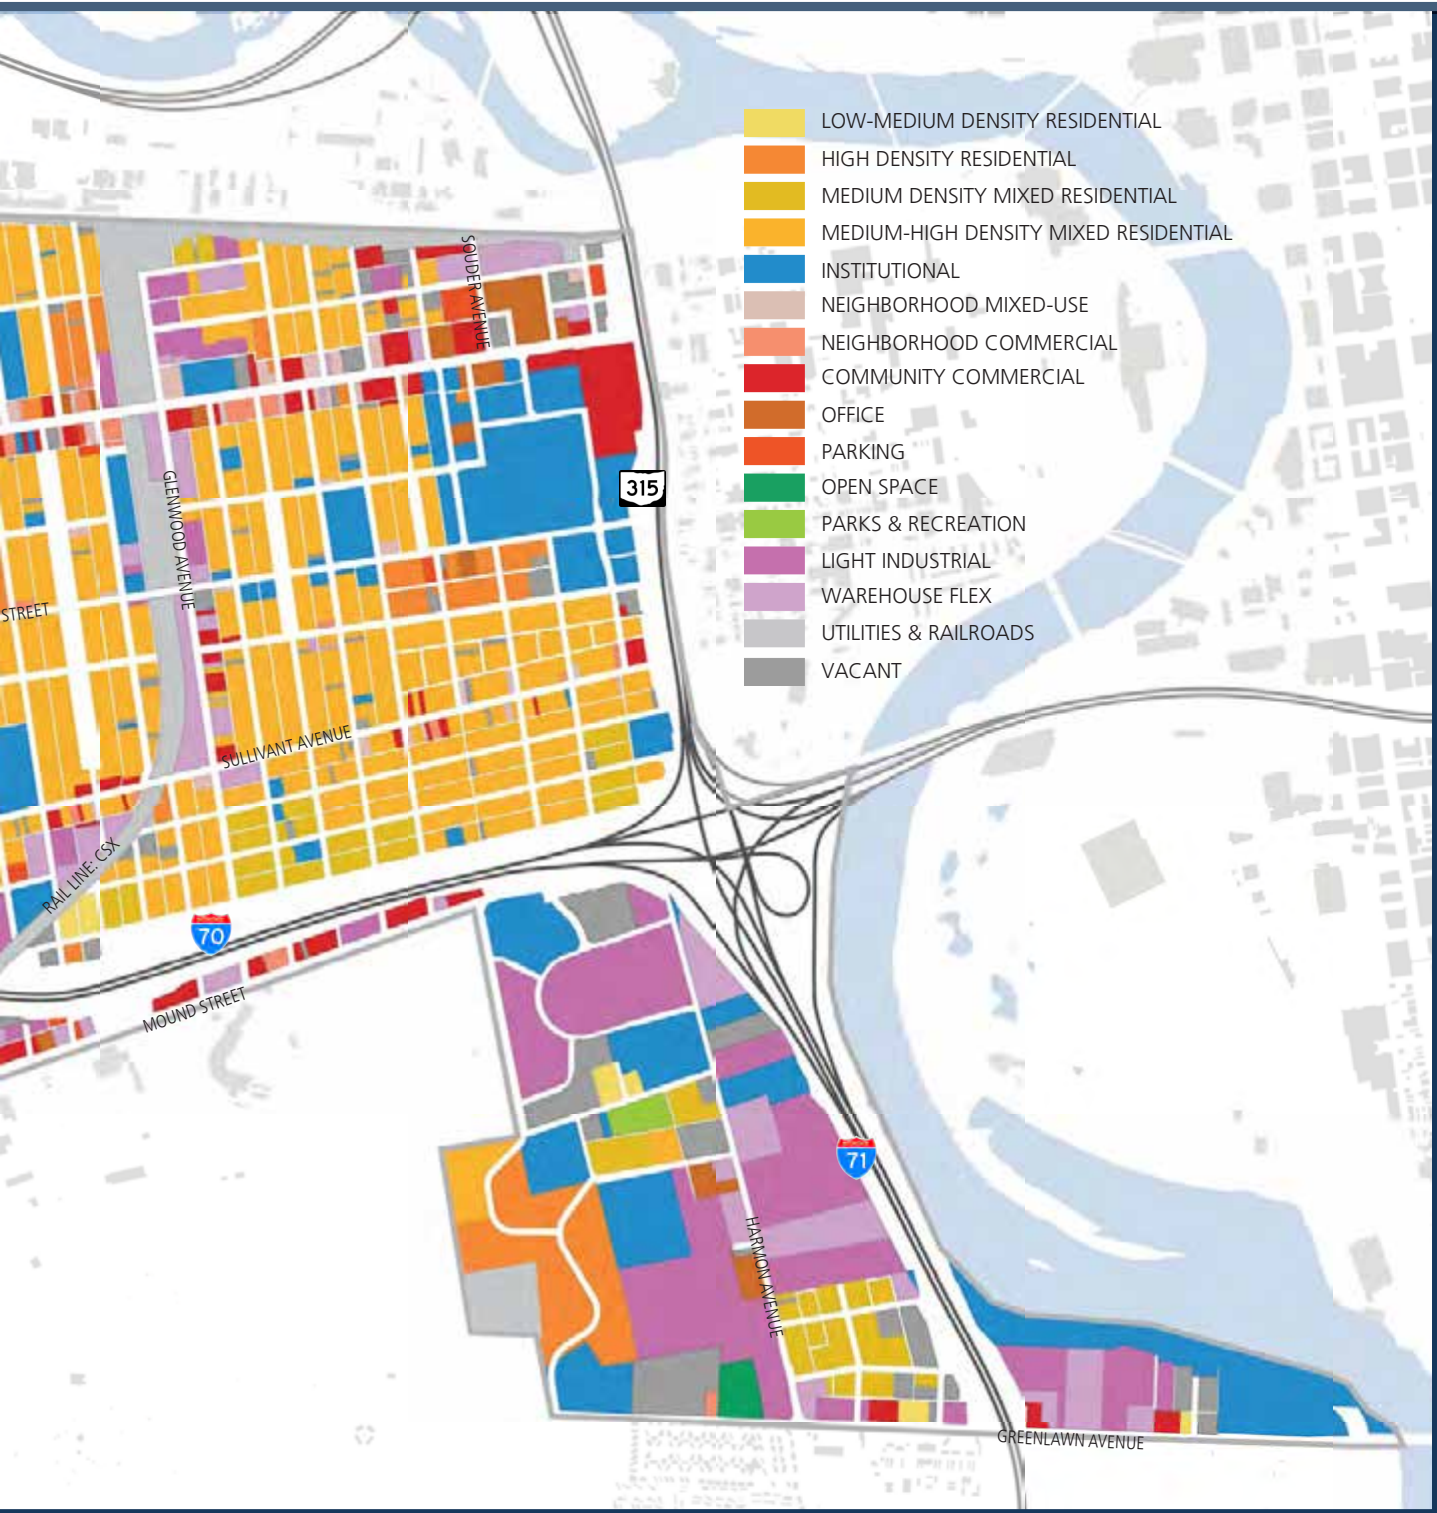 LOW-MEDIUM DENSITY RESIDENTIAL
HIGH DENSITY RESIDENTIAL
MEDIUM DENSITY MIXED RESIDENTIAL
MEDIUM-HIGH DENSITY MIXED RESIDENTIAL
INSTITUTIONAL
NEIGHBORHOOD MIXED-USE
NEIGHBORHOOD COMMERCIAL
COMMUNITY COMMERCIAL
OFFICE
PARKING
OPEN SPACE
PARKS & RECREATION
LIGHT INDUSTRIAL
WAREHOUSE FLEX
UTILITIES & RAILROADS
VACANT
SOUDER AVENUE
315
GLENWOOD AVENUE
STREET
SULLIVANT AVENUE
RAIL LINE: CSX
70
MOUND STREET
71
HARMON AVENUE
GREENLAWN AVENUE